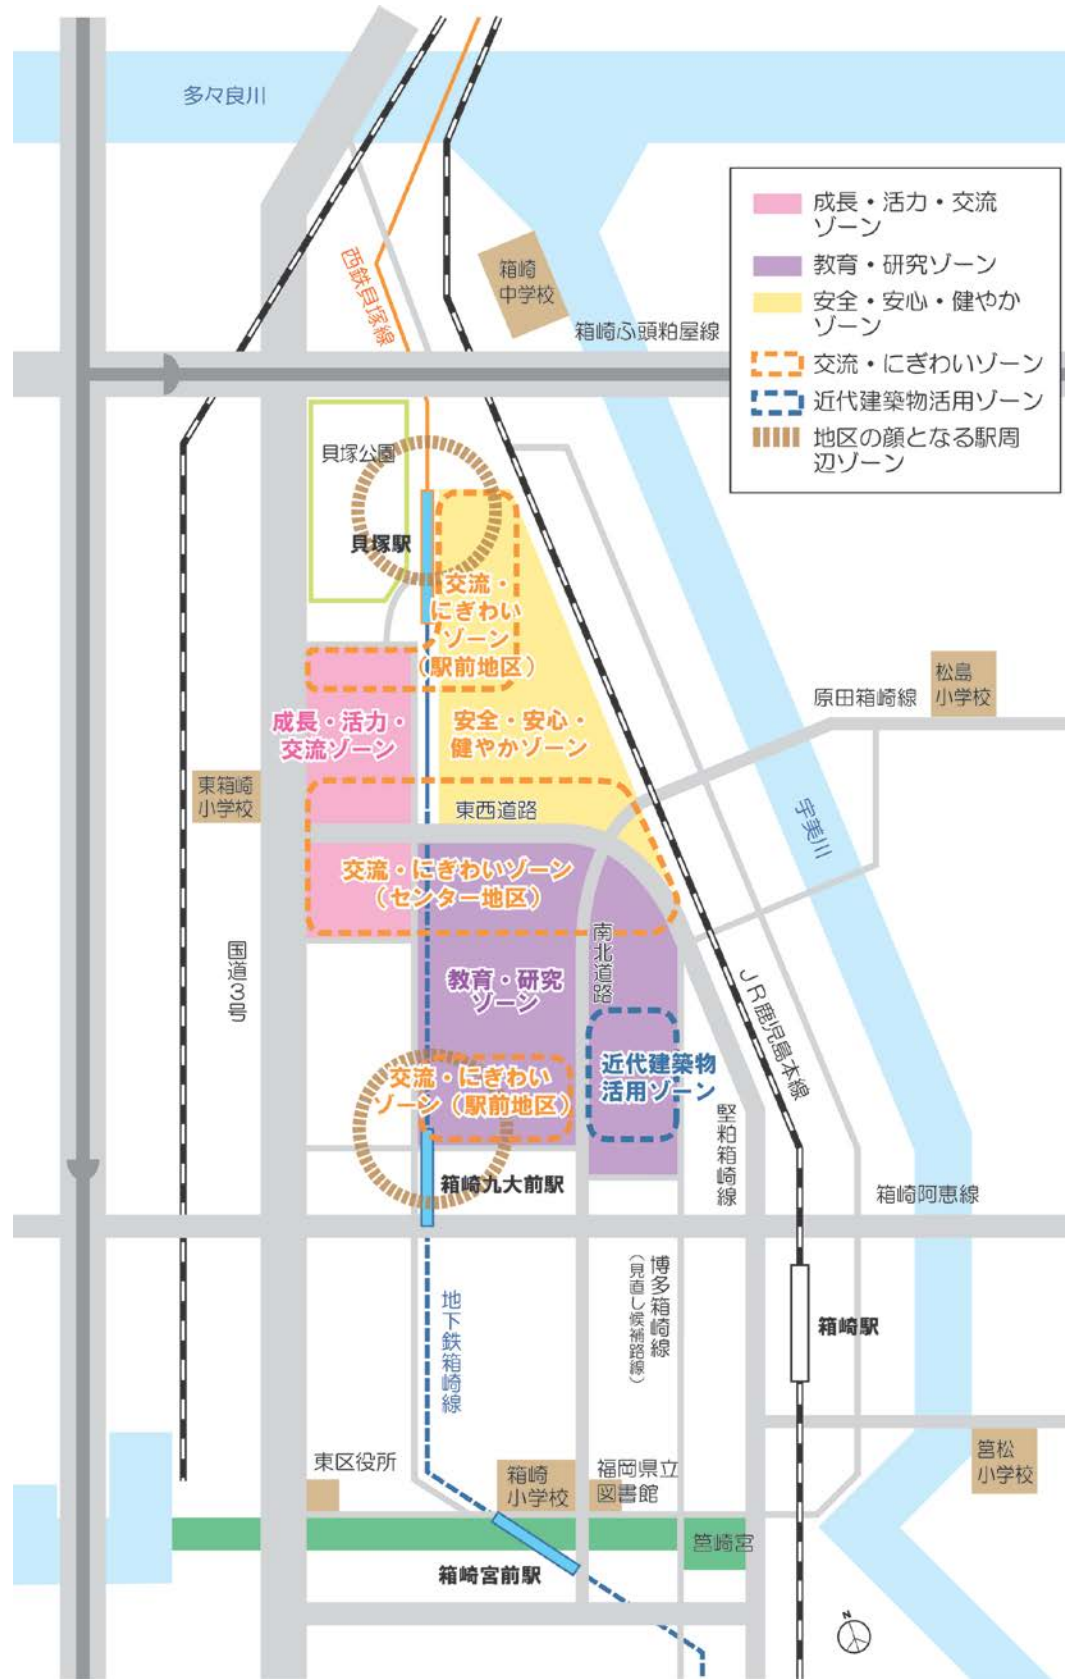 多々良川
成長・活力・交流
ゾーン
教育・研究ゾーン
安全・安心・健やか
ゾーン
交流・にぎわいゾーン
近代建築物活用ゾーン
地区の顔となる駅周
辺ゾーン
西鉄貝塚線
箱崎
中学校
箱崎ふ頭粕屋線
貝塚公園
貝塚駅
交流・
にぎわい
ゾーン
（駅前地区）
松島
小学校
原田箱崎線
成長・活力・
交流ゾーン
安全・安心・
健やかゾーン
東箱崎
小学校
東西道路
宇美川
交流・にぎわいゾーン
（センター地区）
国道3号
南北道路
教育・研究
ゾーン
JR鹿児島本線
近代建築物
活用ゾーン
交流・にぎわい
ゾーン（駅前地区）
堅粕箱崎線
箱崎九大前駅
箱崎阿恵線
地下鉄箱崎線
博多箱崎線
（見直し候補路線）
箱崎駅
東区役所
箱崎
小学校
福岡県立
図書館
筥松
小学校
筥崎宮
箱崎宮前駅
N